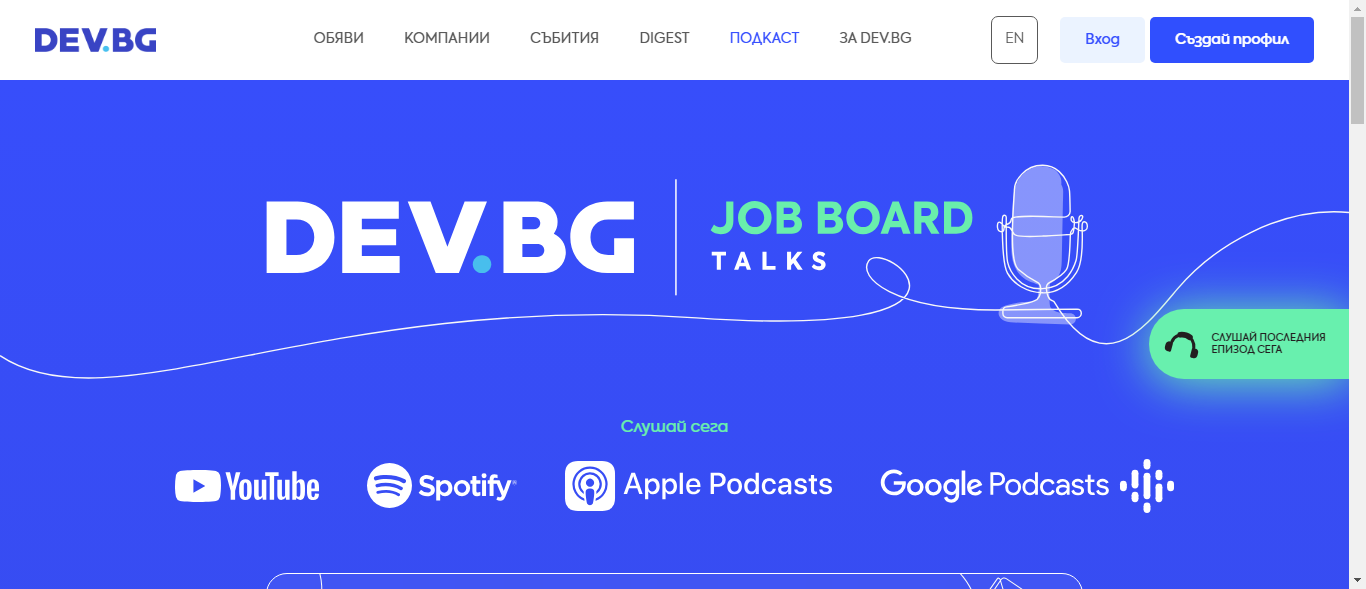 DEV.BG
ОБЯВИ
КОМПАНИИ
СЪБИТИЯ
DIGEST
ПОДКАСТ
ЗА DEV.BG
EN
Вход
Създай профил
DEV.BG
JOB BOARD
TALKS
СЛУШАЙ ПОСЛЕДНИЯ
ЕПИЗОД СЕГА
Слушай сега
YouTube
Spotify®
Apple Podcasts
Google Podcasts